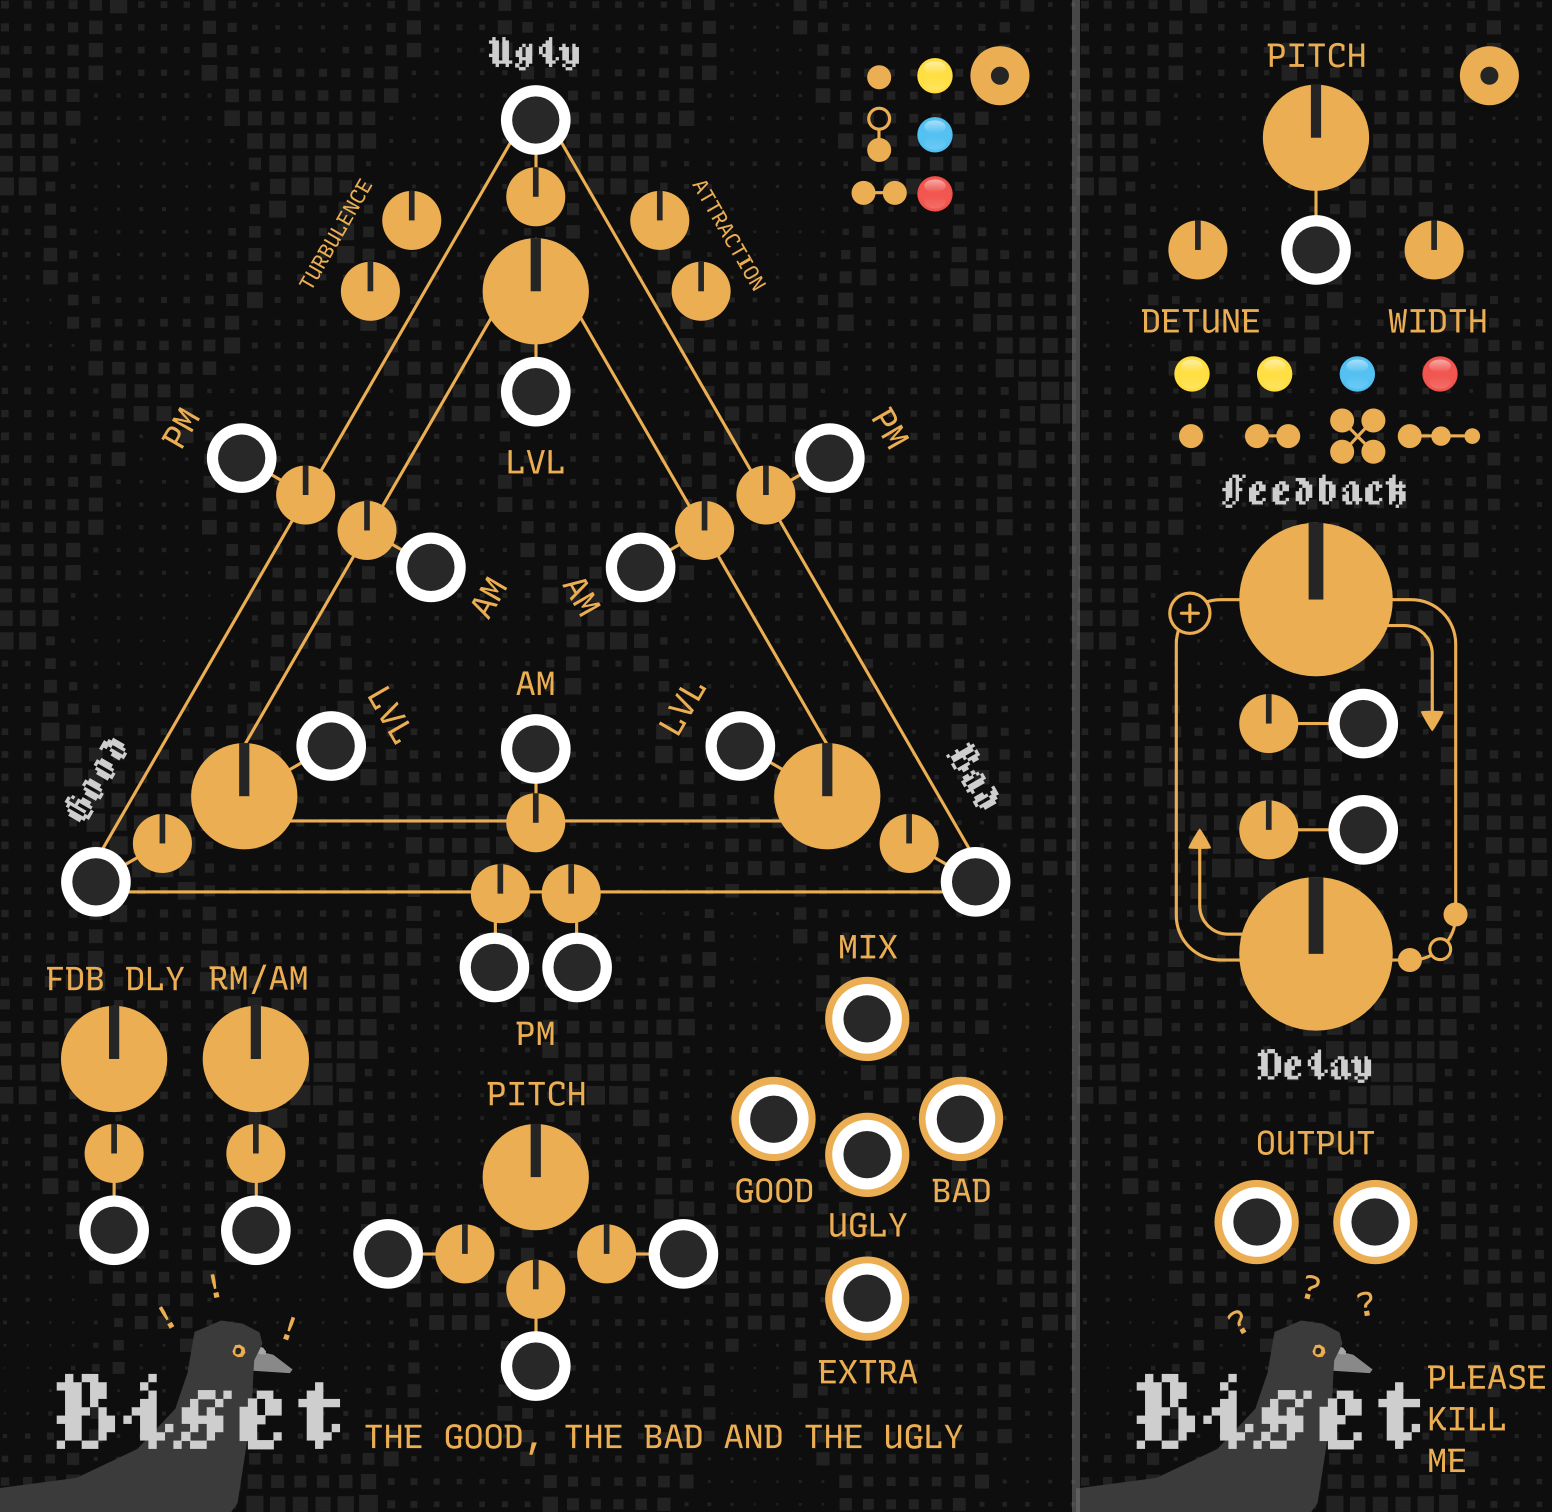 Ugly
TURBULENCE
ATTRACTION
LVL
PM
PM
AM
AM
AM
LVL
LVL
Good
Bad
FDB DLY
RM/AM
PM
MIX
PITCH
GOOD
BAD
UGLY
EXTRA
! ! !
Biset
THE GOOD, THE BAD AND THE UGLY
PITCH
DETUNE
WIDTH
Feedback
+
Delay
OUTPUT
? ? ?
Biset
PLEASE
KILL
ME